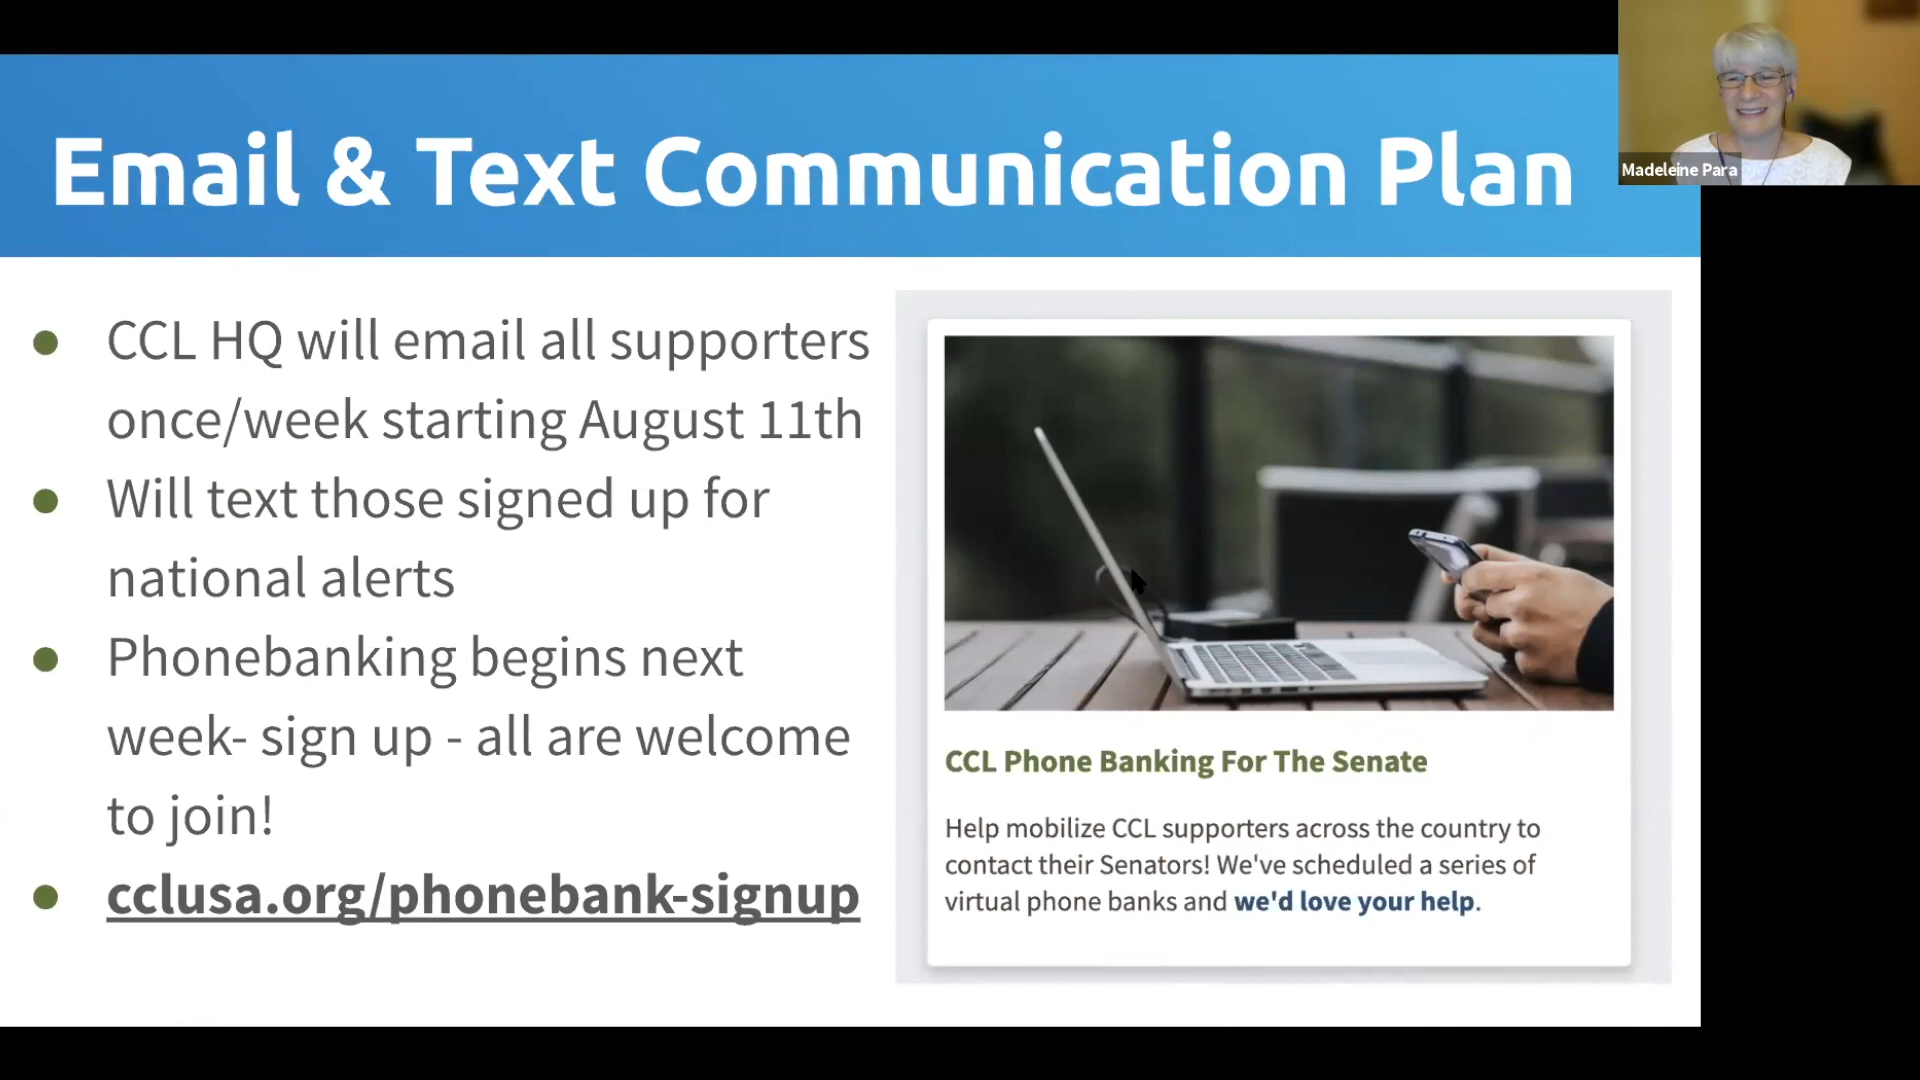 Email & Text Communication Plan
Madeleine Para
CCL HQ will email all supporters
once/week starting August 11th
Will text those signed up for
national alerts
Phonebanking begins next
week- sign up - all are welcome
to join!
cclusa.org/phonebank-signup
CCL Phone Banking For The Senate
Help mobilize CCL supporters across the country to
contact their Senators! We've scheduled a series of
virtual phone banks and we'd love your help.